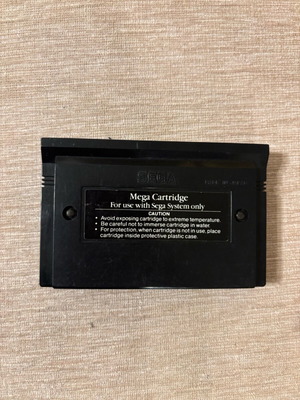 SEGA
Mega Cartridge
For use with Sega System only
CAUTION
• Avoid exposing cartridge to extreme temperature.
• Be careful not to immerse cartridge in water.
• For protection, when cartridge is not in use, place
cartridge inside protective plastic case.